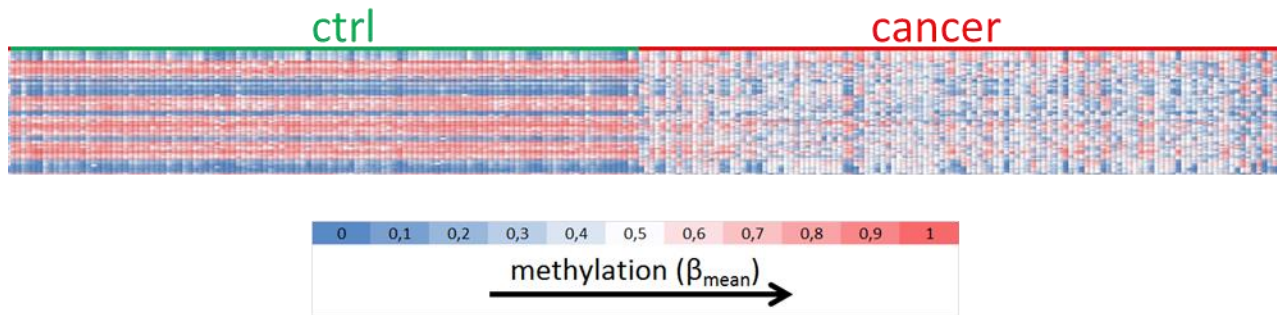 ctrl cancer
0 0,1 0,2 0,3 0,4 0,5 0,6 0,7 0,8 0,9 1
methylation (βmean)